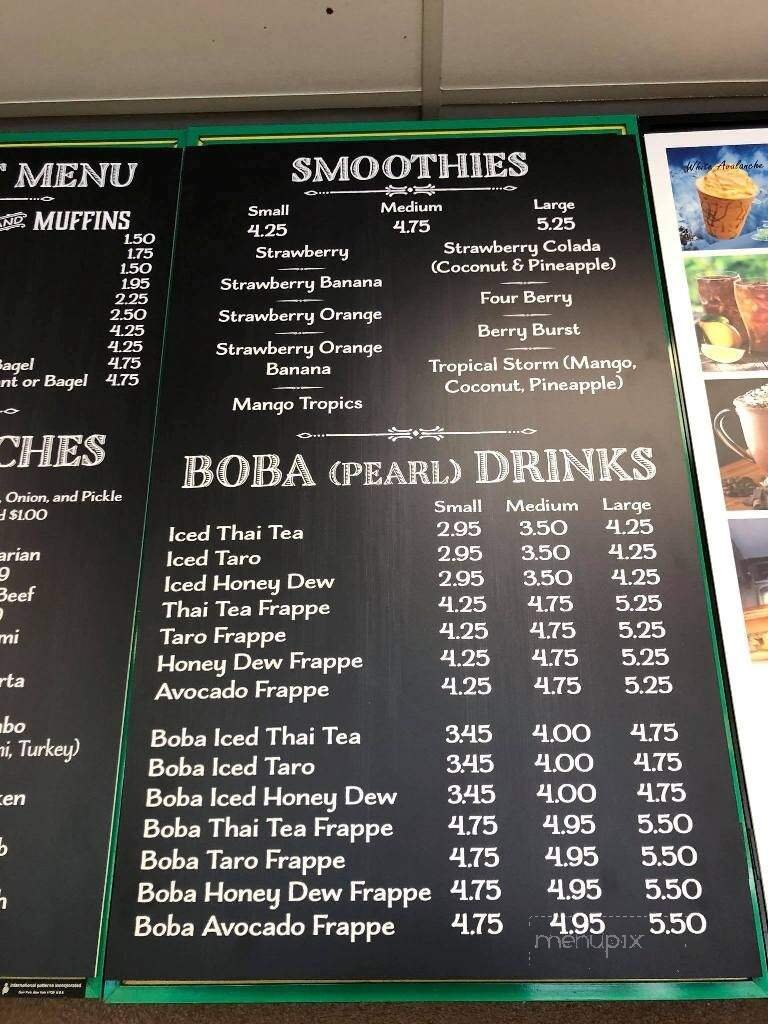 T MENU
AND MUFFINS
1.50
1.75
1.50
1.95
2.25
2.50
4.25
4.25
Bagel 4.75
nt or Bagel 4.75
CHES
, Onion, and Pickle
d $1.00
arian
9
Beef
9
mi
rta
mbo
mi, Turkey)
ken
b
h
international patterns incorporated
SMOOTHIES
Small Medium Large
4.25 4.75 5.25
Strawberry
Strawberry Banana
Strawberry Orange
Strawberry Orange
Banana
Mango Tropics
Strawberry Colada
(Coconut & Pineapple)
Four Berry
Berry Burst
Tropical Storm (Mango,
Coconut, Pineapple)
BOBA (PEARL) DRINKS
Small Medium Large
Iced Thai Tea 2.95 3.50 4.25
Iced Taro 2.95 3.50 4.25
Iced Honey Dew 2.95 3.50 4.25
Thai Tea Frappe 4.25 4.75 5.25
Taro Frappe 4.25 4.75 5.25
Honey Dew Frappe 4.25 4.75 5.25
Avocado Frappe 4.25 4.75 5.25
Boba Iced Thai Tea 3.45 4.00 4.75
Boba Iced Taro 3.45 4.00 4.75
Boba Iced Honey Dew 3.45 4.00 4.75
Boba Thai Tea Frappe 4.75 4.95 5.50
Boba Taro Frappe 4.75 4.95 5.50
Boba Honey Dew Frappe 4.75 4.95 5.50
Boba Avocado Frappe 4.75 4.95 5.50
menupix
White Avalanche